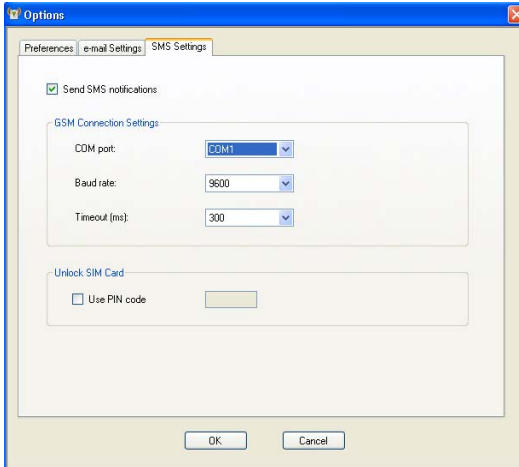 Options
Preferences e-mail Settings SMS Settings
Send SMS notifications
GSM Connection Settings
COM port: COM1
Baud rate: 9600
Timeout (ms): 300
Unlock SIM Card
Use PIN code
OK Cancel